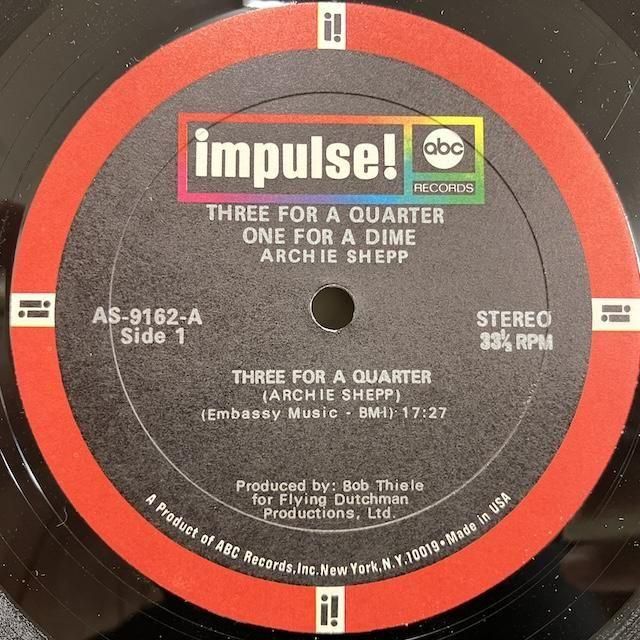 i!
impulse!
abc
RECORDS
THREE FOR A QUARTER
ONE FOR A DIME
ARCHIE SHEPP
i!
AS-9162-A
Side 1
STEREO
33⅓ RPM
i!
THREE FOR A QUARTER
(ARCHIE SHEPP)
(Embassy Music - BMI) 17:27
Produced by: Bob Thiele
for Flying Dutchman
Productions, Ltd.
A Product of ABC Records, Inc. New York, N.Y. 10019 • Made in USA
i!